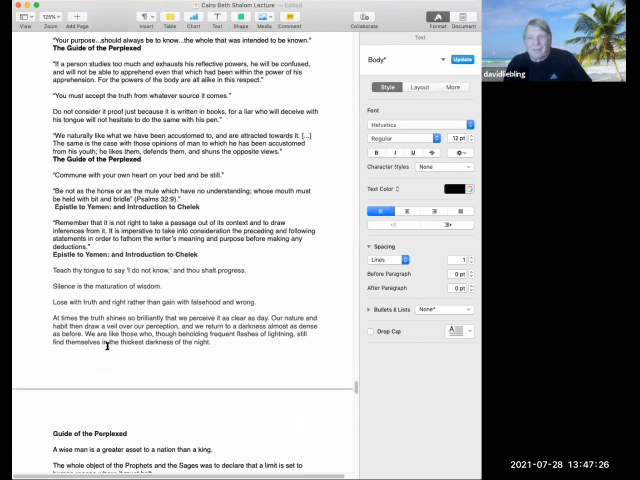 Cairo Beth Shalom Lecture — Edited
125%
View
Zoom
Add Page
Insert
Table
Chart
Text
Shape
Media
Comment
Collaborate
Format
Document
"Your purpose...should always be to know...the whole that was intended to be known."
The Guide of the Perplexed
"If a person studies too much and exhausts his reflective powers, he will be confused,
and will not be able to apprehend even that which had been within the power of his
apprehension. For the powers of the body are all alike in this respect."
"You must accept the truth from whatever source it comes."
Do not consider it proof just because it is written in books, for a liar who will deceive with
his tongue will not hesitate to do the same with his pen."
"We naturally like what we have been accustomed to, and are attracted towards it. [...]
The same is the case with those opinions of man to which he has been accustomed
from his youth; he likes them, defends them, and shuns the opposite views."
The Guide of the Perplexed
"Commune with your own heart on your bed and be still."
"Be not as the horse or as the mule which have no understanding; whose mouth must
be held with bit and bridle" (Psalms 32:9)."
Epistle to Yemen: and Introduction to Chelek
"Remember that it is not right to take a passage out of its context and to draw
inferences from it. It is imperative to take into consideration the preceding and following
statements in order to fathom the writer's meaning and purpose before making any
deductions."
Epistle to Yemen: and Introduction to Chelek
Teach thy tongue to say 'I do not know,' and thou shalt progress.
Silence is the maturation of wisdom.
Lose with truth and right rather than gain with falsehood and wrong.
At times the truth shines so brilliantly that we perceive it as clear as day. Our nature and
habit then draw a veil over our perception, and we return to a darkness almost as dense
as before. We are like those who, though beholding frequent flashes of lightning, still
find themselves in the thickest darkness of the night.
Guide of the Perplexed
A wise man is a greater asset to a nation than a king.
The whole object of the Prophets and the Sages was to declare that a limit is set to
Text
Body*
Update
Style
Layout
More
Font
Helvetica
Regular
12 pt
B
I
U
Character Styles
None
Text Color
Spacing
Lines
1
Before Paragraph
0 pt
After Paragraph
0 pt
Bullets & Lists
None*
Drop Cap
A
davidliebling
2021-07-28 13:47:26